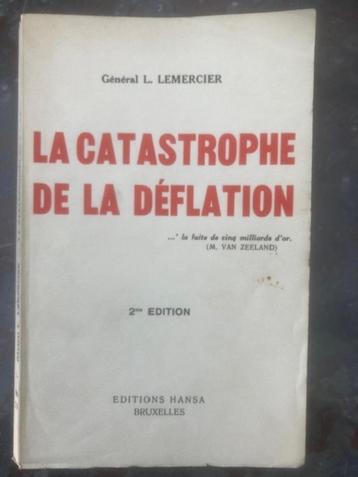 Général L. LEMERCIER
LA CATASTROPHE
DE LA DÉFLATION
...' la fuite de cinq milliards d'or.
(M. VAN ZEELAND)
2me EDITION
EDITIONS HANSA
BRUXELLES